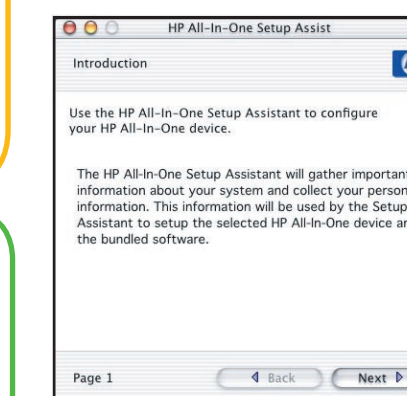 HP All-In-One Setup Assist
Introduction
Use the HP All-In-One Setup Assistant to configure
your HP All-In-One device.
The HP All-In-One Setup Assistant will gather important
information about your system and collect your person
information. This information will be used by the Setup
Assistant to setup the selected HP All-In-One device an
the bundled software.
Page 1
Back
Next